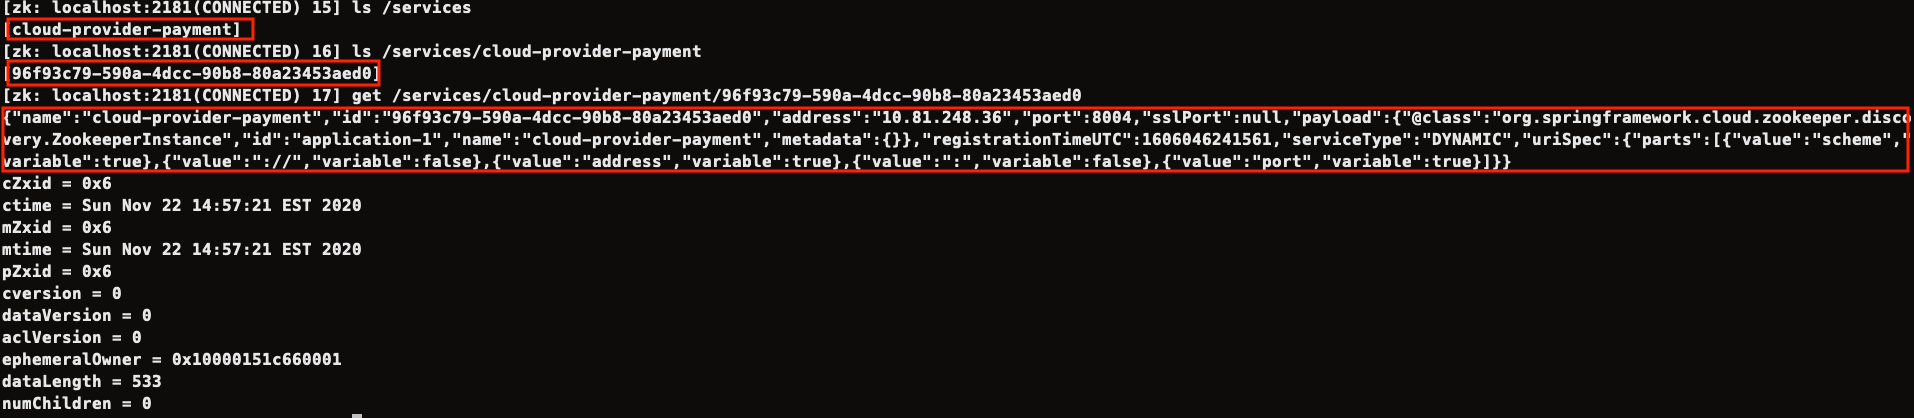 [zk: localhost:2181(CONNECTED) 15] ls /services
[cloud-provider-payment]
[zk: localhost:2181(CONNECTED) 16] ls /services/cloud-provider-payment
[96f93c79-590a-4dcc-90b8-80a23453aed0]
[zk: localhost:2181(CONNECTED) 17] get /services/cloud-provider-payment/96f93c79-590a-4dcc-90b8-80a23453aed0
{"name":"cloud-provider-payment","id":"96f93c79-590a-4dcc-90b8-80a23453aed0","address":"10.81.248.36","port":8004,"sslPort":null,"payload":{"@class":"org.springframework.cloud.zookeeper.disco
very.ZookeeperInstance","id":"application-1","name":"cloud-provider-payment","metadata":{}},"registrationTimeUTC":1606046241561,"serviceType":"DYNAMIC","uriSpec":{"parts":[{"value":"scheme","
variable":true},{"value":"://","variable":false},{"value":"address","variable":true},{"value":":","variable":false},{"value":"port","variable":true}]}}
cZxid = 0x6
ctime = Sun Nov 22 14:57:21 EST 2020
mZxid = 0x6
mtime = Sun Nov 22 14:57:21 EST 2020
pZxid = 0x6
cversion = 0
dataVersion = 0
aclVersion = 0
ephemeralOwner = 0x10000151c660001
dataLength = 533
numChildren = 0